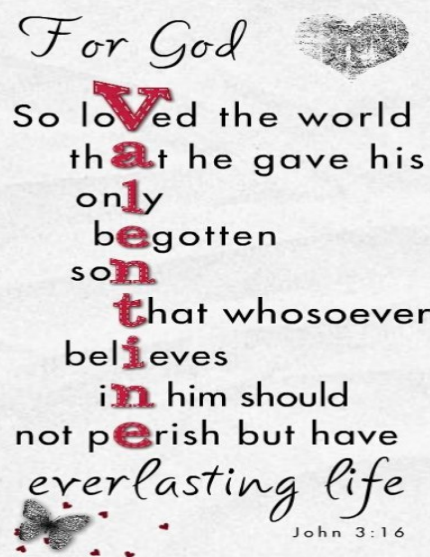 For God
So loVed the world
that he gave his
only
begotten
son
that whosoever
believes
in him should
not perish but have
everlasting life
John 3:16